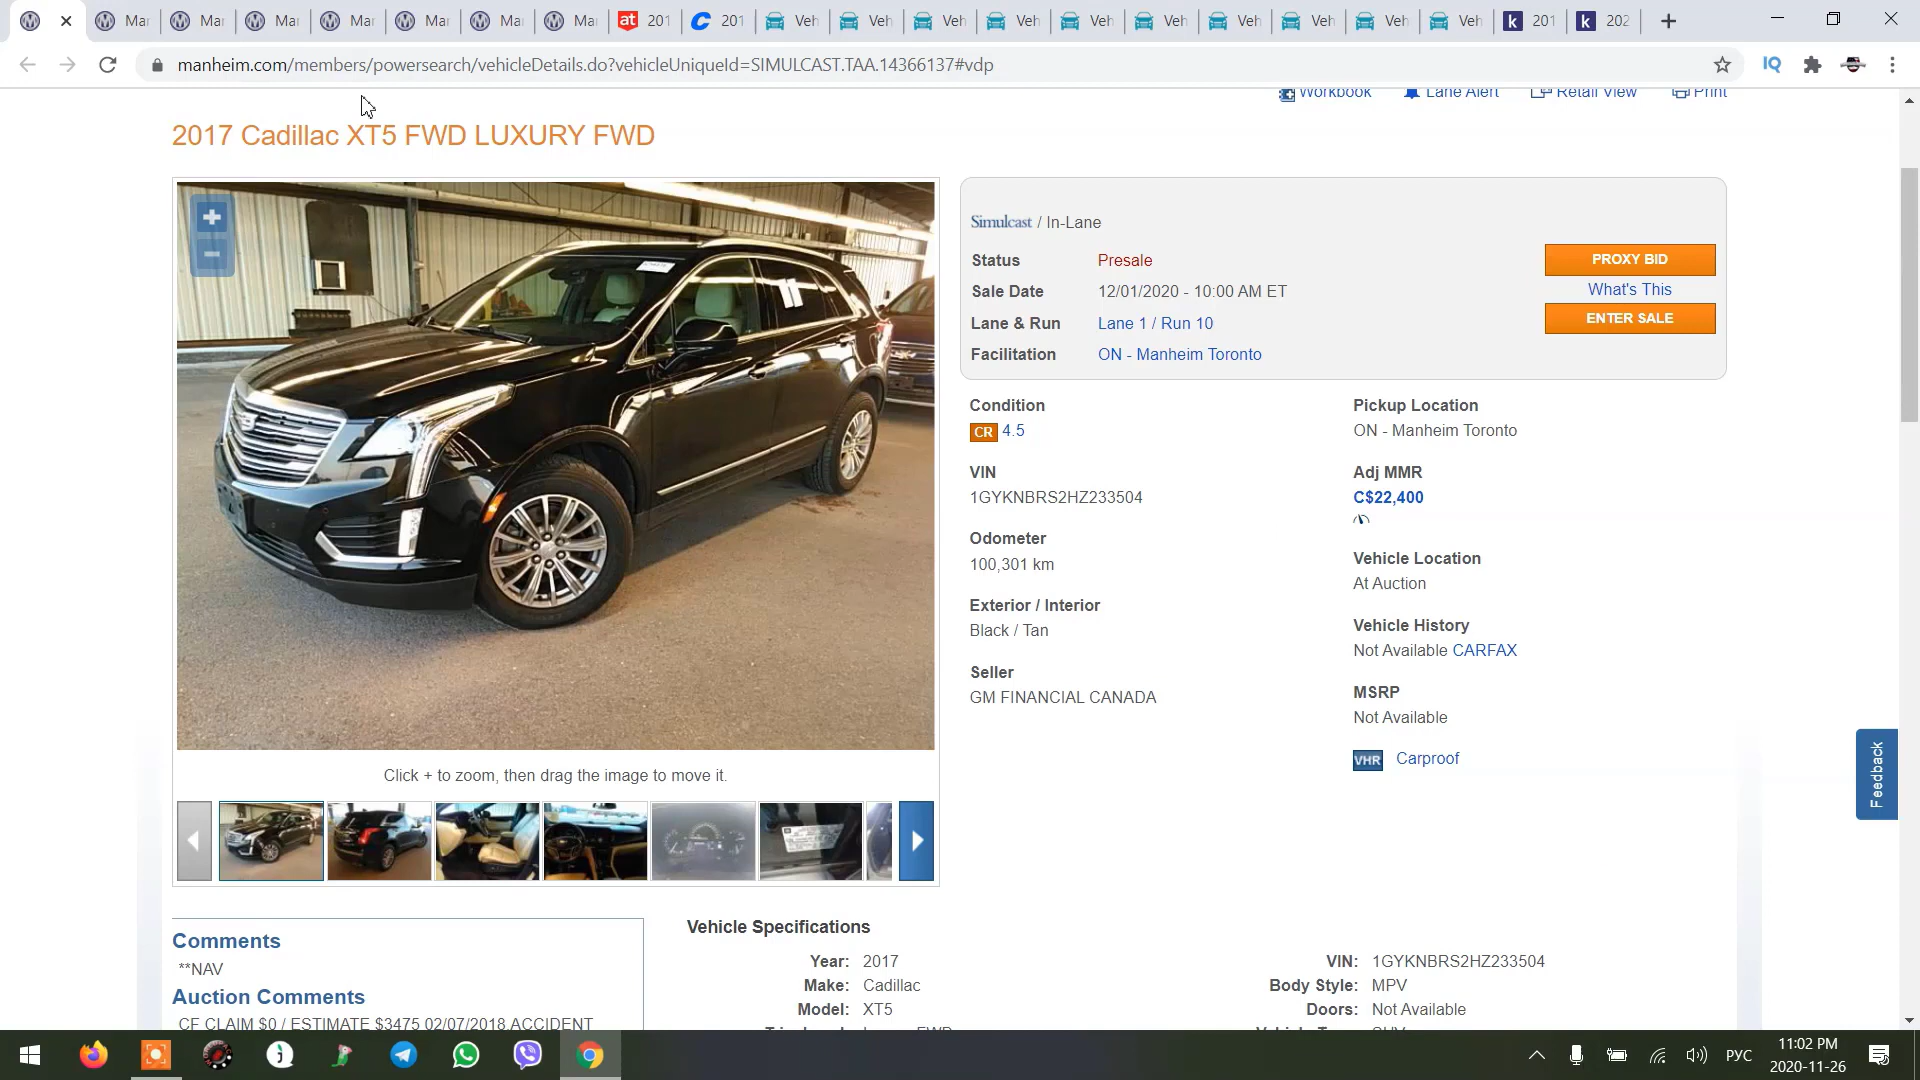 Mar
Mar
Mar
Mar
Mar
Mar
Mar
at 201
201
Veh
Veh
Veh
Veh
Veh
Veh
Veh
Veh
Veh
Veh
k 201
k 202
manheim.com/members/powersearch/vehicleDetails.do?vehicleUniqueId=SIMULCAST.TAA.14366137#vdp
IQ
Workbook Lane Alert Retail View Print
2017 Cadillac XT5 FWD LUXURY FWD
Simulcast / In-Lane
Status Presale
PROXY BID
Sale Date 12/01/2020 - 10:00 AM ET
What's This
Lane & Run Lane 1 / Run 10
ENTER SALE
Facilitation ON - Manheim Toronto
Condition
CR 4.5
VIN
1GYKNBRS2HZ233504
Odometer
100,301 km
Exterior / Interior
Black / Tan
Seller
GM FINANCIAL CANADA
Pickup Location
ON - Manheim Toronto
Adj MMR
C$22,400
Vehicle Location
At Auction
Vehicle History
Not Available CARFAX
MSRP
Not Available
VHR Carproof
Feedback
Click + to zoom, then drag the image to move it.
Comments
**NAV
Auction Comments
CF CLAIM $0 / ESTIMATE $3475 02/07/2018 ACCIDENT
Vehicle Specifications
Year: 2017
Make: Cadillac
Model: XT5
VIN: 1GYKNBRS2HZ233504
Body Style: MPV
Doors: Not Available
РУС
11:02 PM
2020-11-26